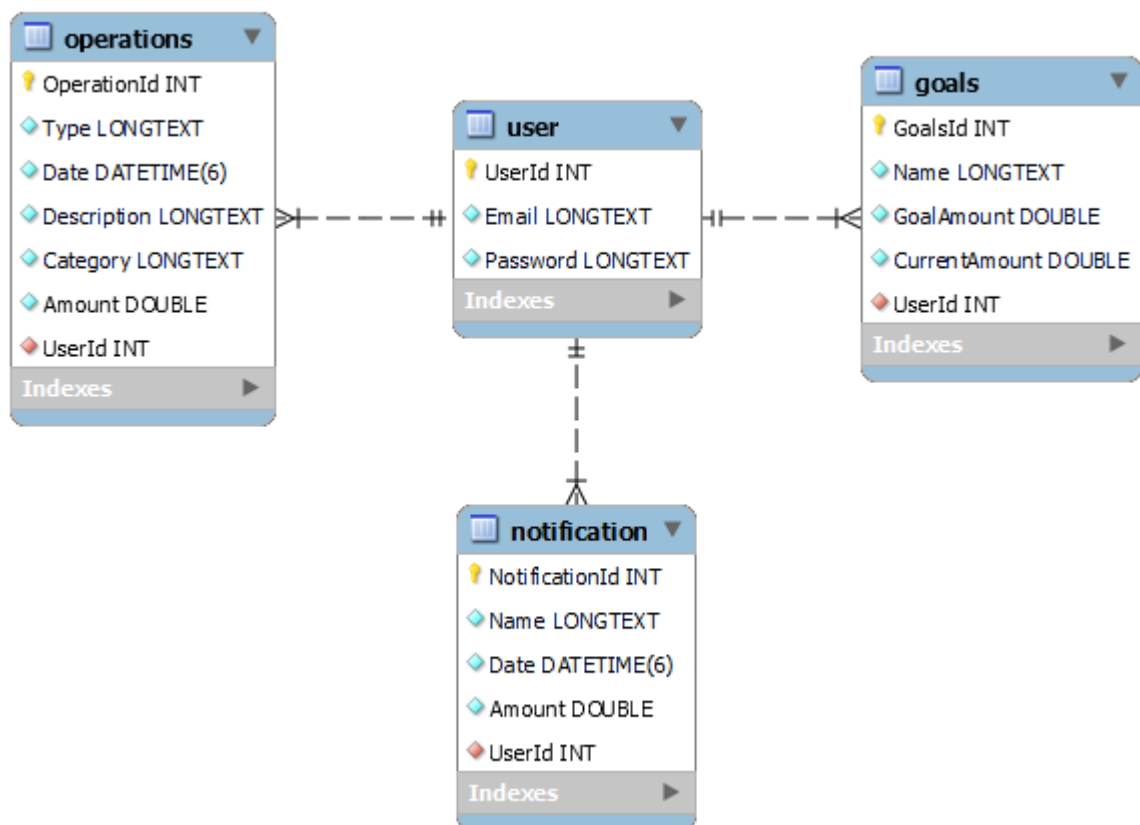 operations
OperationId INT
Type LONGTEXT
Date DATETIME(6)
Description LONGTEXT
Category LONGTEXT
Amount DOUBLE
UserId INT
Indexes
user
UserId INT
Email LONGTEXT
Password LONGTEXT
Indexes
goals
GoalsId INT
Name LONGTEXT
GoalAmount DOUBLE
CurrentAmount DOUBLE
UserId INT
Indexes
notification
NotificationId INT
Name LONGTEXT
Date DATETIME(6)
Amount DOUBLE
UserId INT
Indexes